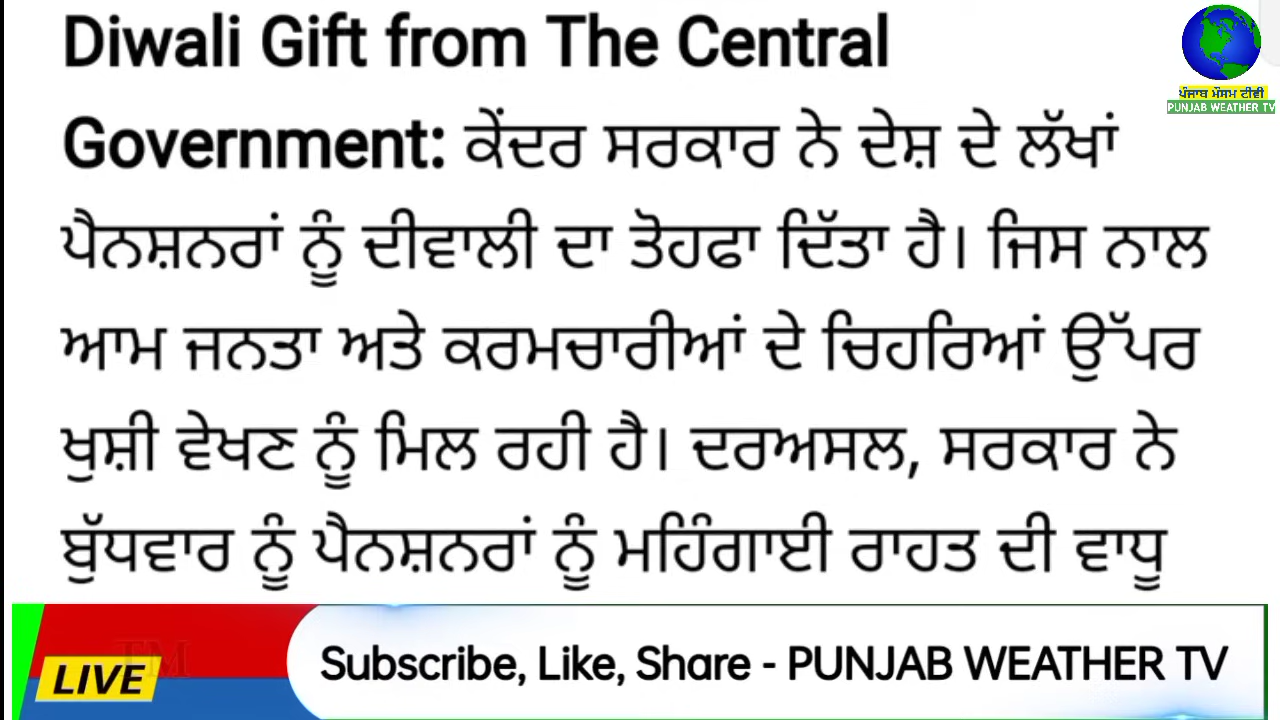 Diwali Gift from The Central
Government: ਕੇਂਦਰ ਸਰਕਾਰ ਨੇ ਦੇਸ਼ ਦੇ ਲੱਖਾਂ
ਪੈਨਸ਼ਨਰਾਂ ਨੂੰ ਦੀਵਾਲੀ ਦਾ ਤੋਹਫਾ ਦਿੱਤਾ ਹੈ। ਜਿਸ ਨਾਲ
ਆਮ ਜਨਤਾ ਅਤੇ ਕਰਮਚਾਰੀਆਂ ਦੇ ਚਿਹਰਿਆਂ ਉੱਪਰ
ਖੁਸ਼ੀ ਵੇਖਣ ਨੂੰ ਮਿਲ ਰਹੀ ਹੈ। ਦਰਅਸਲ, ਸਰਕਾਰ ਨੇ
ਬੁੱਧਵਾਰ ਨੂੰ ਪੈਨਸ਼ਨਰਾਂ ਨੂੰ ਮਹਿੰਗਾਈ ਰਾਹਤ ਦੀ ਵਾਧੂ
ਪੰਜਾਬ ਮੌਸਮ ਟੀਵੀ
PUNJAB WEATHER TV
TM
LIVE
Subscribe, Like, Share - PUNJAB WEATHER TV